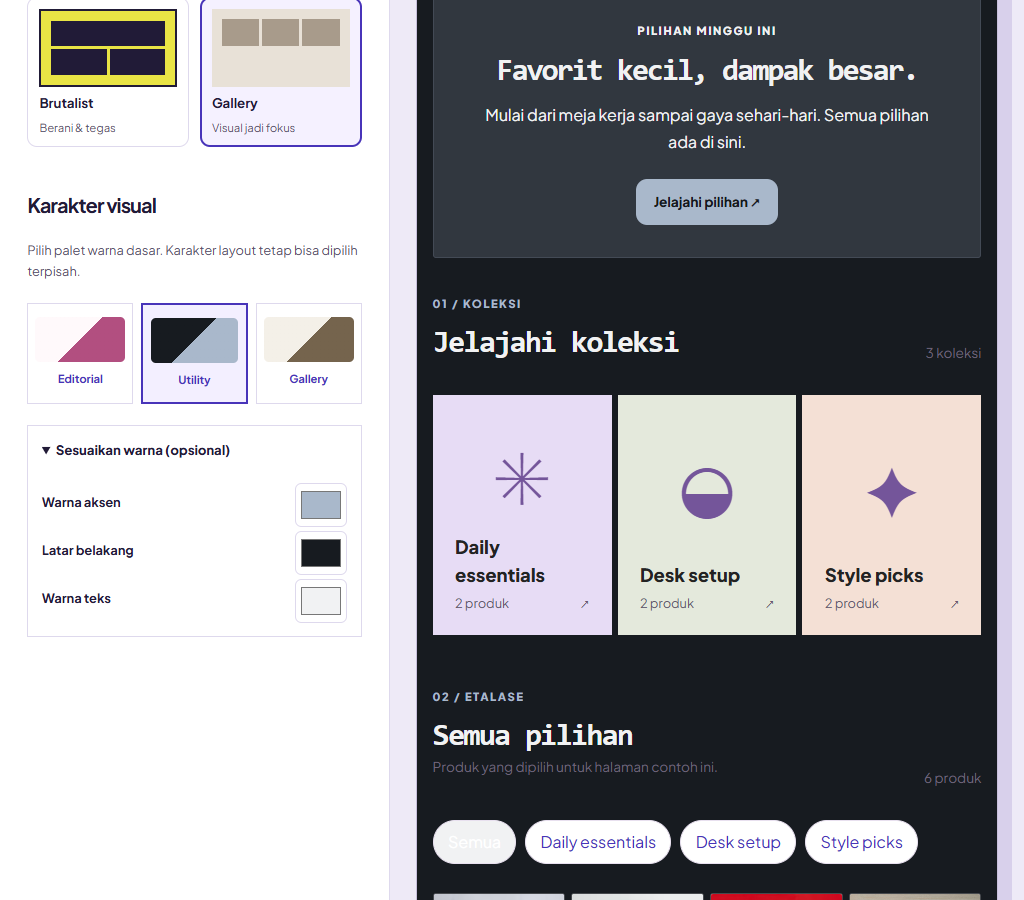 Brutalist
Berani & tegas
Gallery
Visual jadi fokus
Karakter visual
Pilih palet warna dasar. Karakter layout tetap bisa dipilih
terpisah.
Editorial
Utility
Gallery
▼ Sesuaikan warna (opsional)
Warna aksen
Latar belakang
Warna teks
PILIHAN MINGGU INI
Favorit kecil, dampak besar.
Mulai dari meja kerja sampai gaya sehari-hari. Semua pilihan
ada di sini.
Jelajahi pilihan ↗
01 / KOLEKSI
Jelajahi koleksi
3 koleksi
Daily
essentials
2 produk ↗
Desk setup
2 produk ↗
Style picks
2 produk ↗
02 / ETALASE
Semua pilihan
Produk yang dipilih untuk halaman contoh ini.
6 produk
Semua
Daily essentials
Desk setup
Style picks